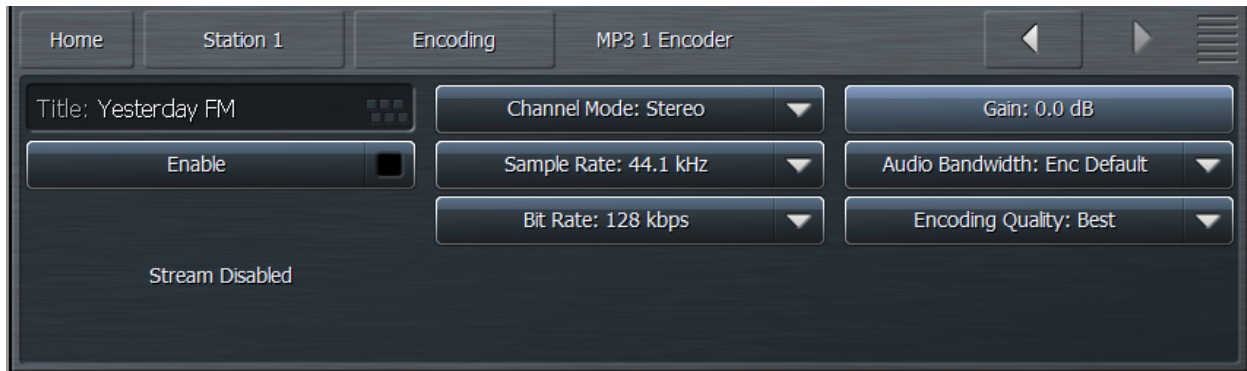 Home
Station 1
Encoding
MP3 1 Encoder
Title: Yesterday FM
Enable
Stream Disabled
Channel Mode: Stereo
Sample Rate: 44.1 kHz
Bit Rate: 128 kbps
Gain: 0.0 dB
Audio Bandwidth: Enc Default
Encoding Quality: Best